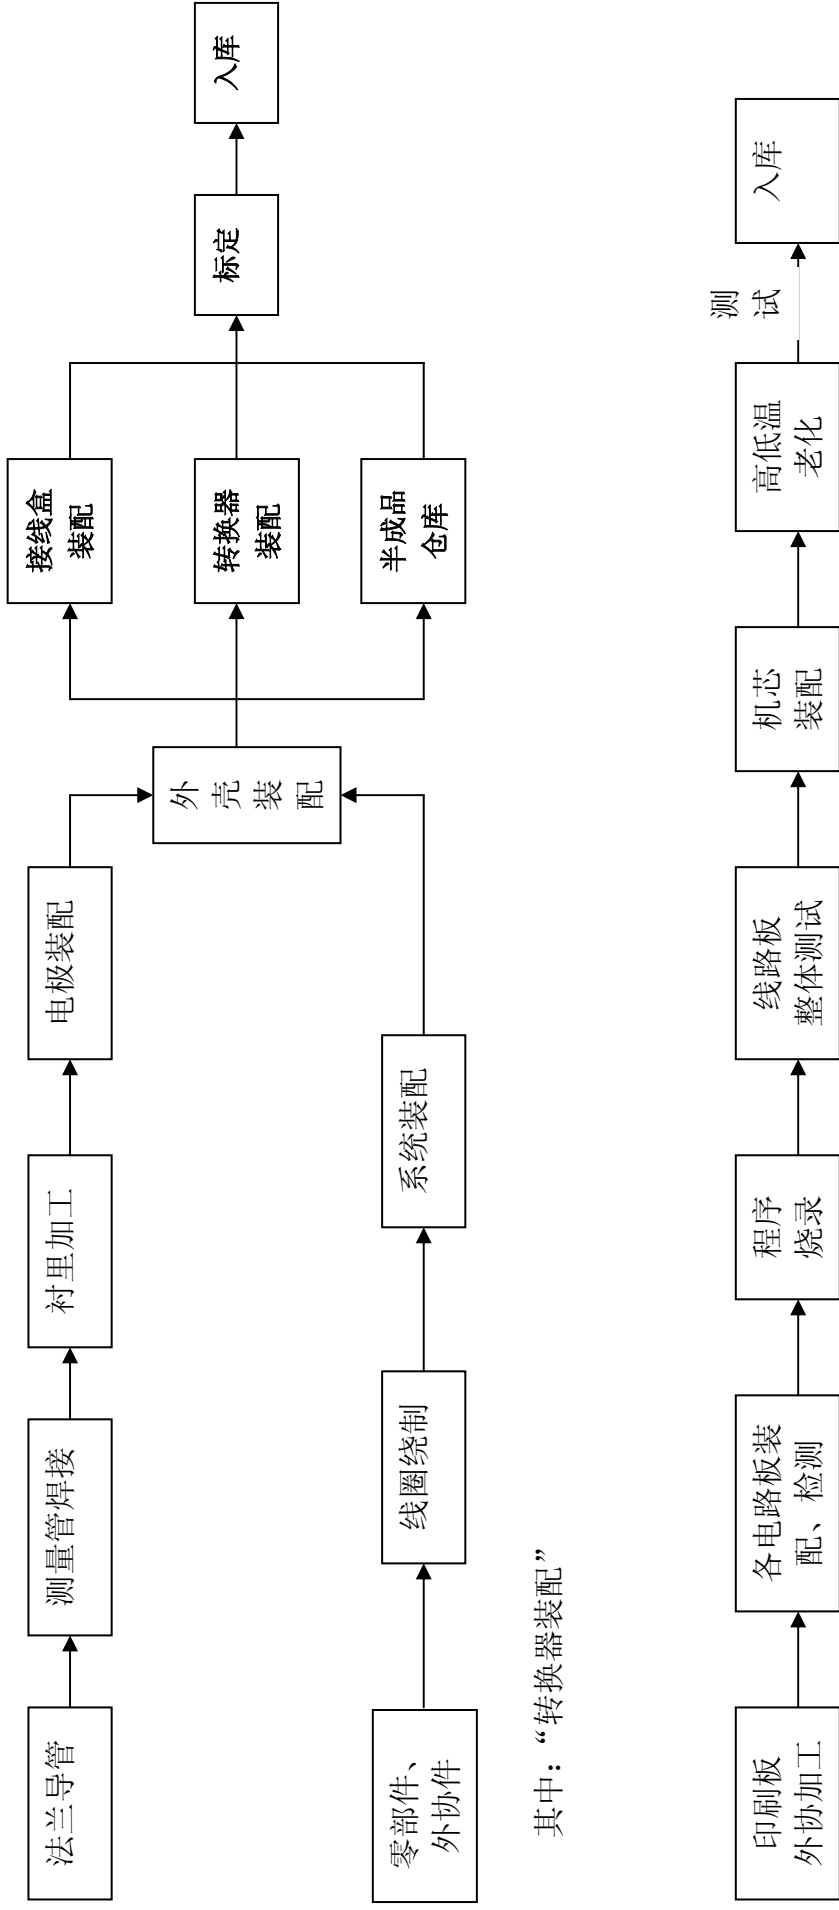 法兰导管
测量管焊接
衬里加工
电极装配
零部件、
外协件
线圈绕制
系统装配
外
壳
装
配
接线盒
装配
转换器
装配
半成品
仓库
标定
入库
其中：“转换器装配”
印刷板
外协加工
各电路板装
配、检测
程序
烧录
线路板
整体测试
机芯
装配
高低温
老化
测
试
入库